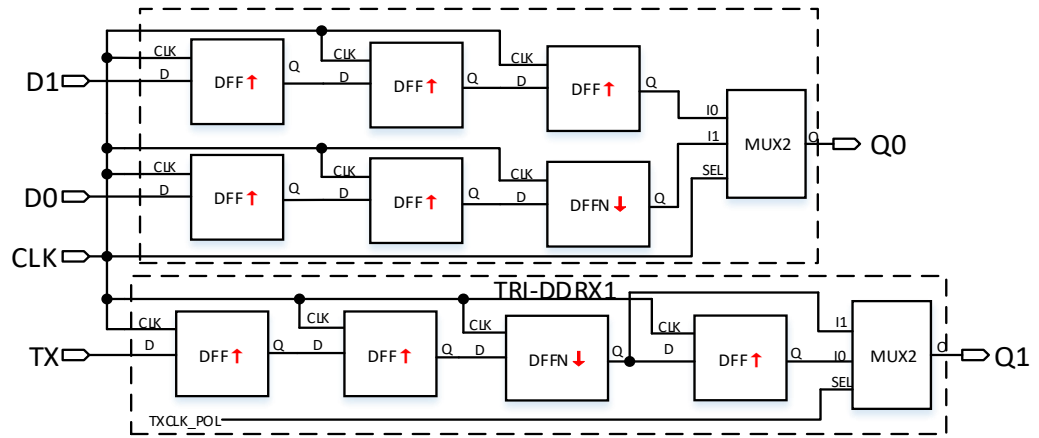 CLK CLK CLK
D1 D DFF↑ Q D DFF↑ Q D DFF↑ Q I0
I1 MUX2 O Q0
CLK CLK CLK SEL
D0 D DFF↑ Q D DFF↑ Q D DFFN↓ Q
CLK
TRI-DDRX1
CLK CLK CLK CLK I1
TX D DFF↑ Q D DFF↑ Q D DFFN↓ Q D DFF↑ Q I0 MUX2 O Q1
SEL
TXCLK_POL